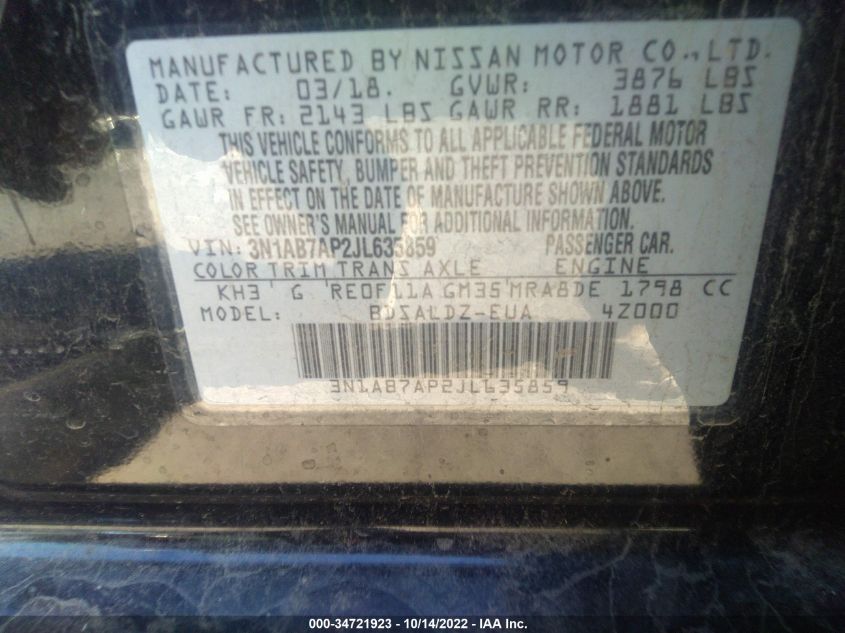 MANUFACTURED BY NISSAN MOTOR CO., LTD.
DATE: 03/18. GVWR: 3876 LBS
GAWR FR: 2143 LBS GAWR RR: 1881 LBS
THIS VEHICLE CONFORMS TO ALL APPLICABLE FEDERAL MOTOR
VEHICLE SAFETY, BUMPER AND THEFT PREVENTION STANDARDS
IN EFFECT ON THE DATE OF MANUFACTURE SHOWN ABOVE.
SEE OWNER'S MANUAL FOR ADDITIONAL INFORMATION.
VIN: 3N1AB7AP2JL635859 PASSENGER CAR.
COLOR TRIM TRANS AXLE ENGINE
KH3 G RE0F11A GM35 MRA8DE 1798 CC
MODEL: BDSALDZ-EUA 4Z000
3N1AB7AP2JL635859
000-34721923 - 10/14/2022 - IAA Inc.